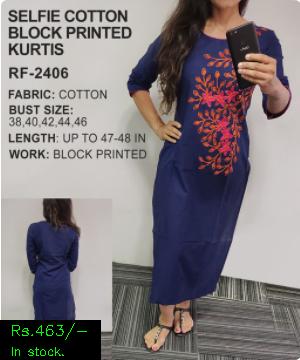 SELFIE COTTON
BLOCK PRINTED
KURTIS
RF-2406
FABRIC: COTTON
BUST SIZE:
38,40,42,44,46
LENGTH: UP TO 47-48 IN
WORK: BLOCK PRINTED
Rs.463/-
In stock.